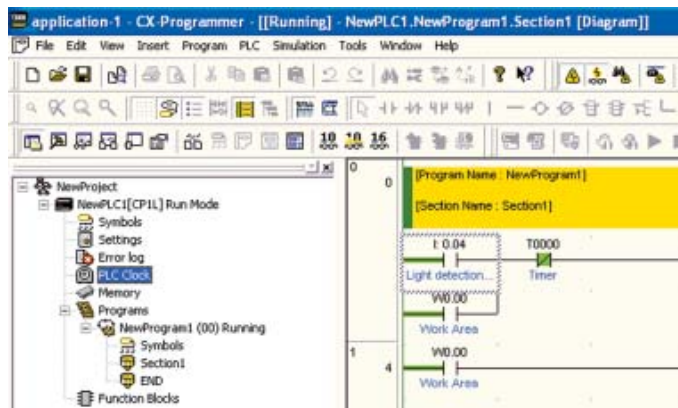 application-1 - CX-Programmer - [[Running] - NewPLC1.NewProgram1.Section1 [Diagram]]
File Edit View Insert Program PLC Simulation Tools Window Help
10 10 16
NewProject
NewPLC1[CP1L] Run Mode
Symbols
Settings
Error log
PLC Clock
Memory
Programs
NewProgram1 (00) Running
Symbols
Section1
END
Function Blocks
0
0
[Program Name : NewProgram1]
[Section Name : Section1]
I: 0.04 T0000
Light detection... Timer
W0.00
Work Area
1
4
W0.00
Work Area